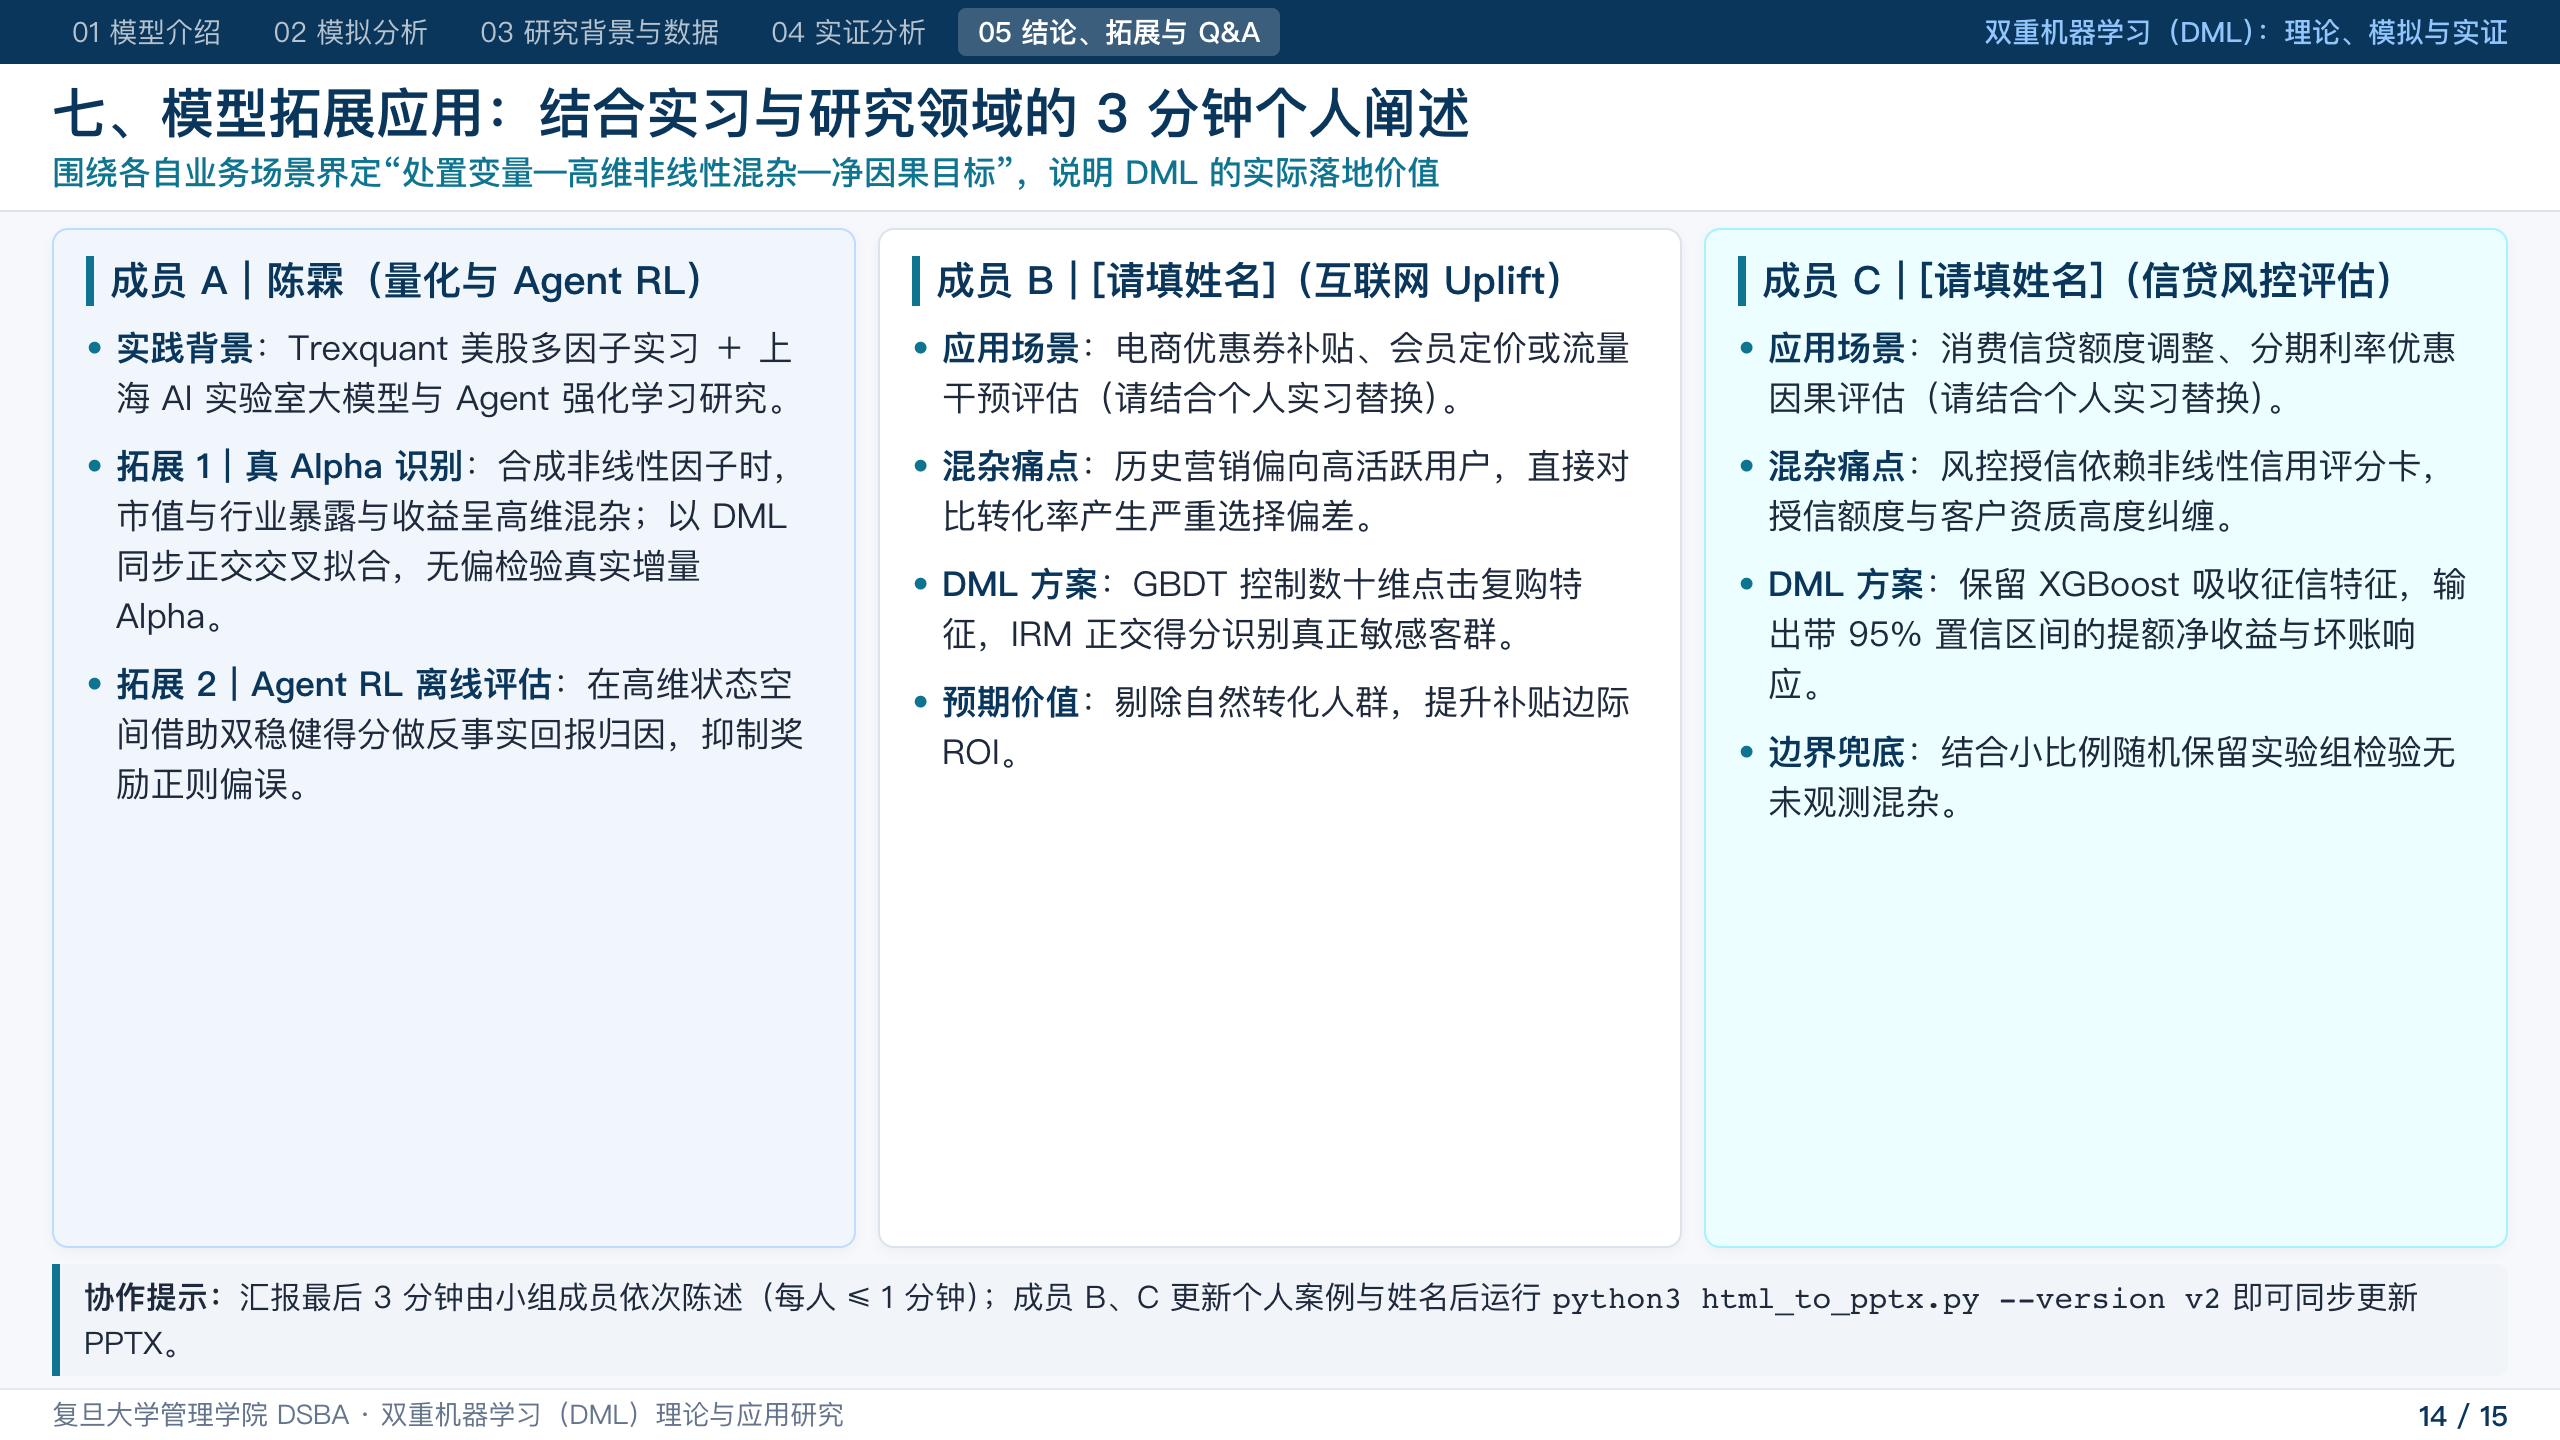 01 模型介绍 02 模拟分析 03 研究背景与数据 04 实证分析 05 结论、拓展与 Q&A 双重机器学习（DML）：理论、模拟与实证
七、模型拓展应用：结合实习与研究领域的 3 分钟个人阐述
围绕各自业务场景界定“处置变量—高维非线性混杂—净因果目标”，说明 DML 的实际落地价值
成员 A | 陈霖（量化与 Agent RL）
• 实践背景：Trexquant 美股多因子实习 + 上
海 AI 实验室大模型与 Agent 强化学习研究。
• 拓展 1 | 真 Alpha 识别：合成非线性因子时，
市值与行业暴露与收益呈高维混杂；以 DML
同步正交交叉拟合，无偏检验真实增量
Alpha。
• 拓展 2 | Agent RL 离线评估：在高维状态空
间借助双稳健得分做反事实回报归因，抑制奖
励正则偏误。
成员 B | [请填姓名]（互联网 Uplift）
• 应用场景：电商优惠券补贴、会员定价或流量
干预评估（请结合个人实习替换）。
• 混杂痛点：历史营销偏向高活跃用户，直接对
比转化率产生严重选择偏差。
• DML 方案：GBDT 控制数十维点击复购特
征，IRM 正交得分识别真正敏感客群。
• 预期价值：剔除自然转化人群，提升补贴边际
ROI。
成员 C | [请填姓名]（信贷风控评估）
• 应用场景：消费信贷额度调整、分期利率优惠
因果评估（请结合个人实习替换）。
• 混杂痛点：风控授信依赖非线性信用评分卡，
授信额度与客户资质高度纠缠。
• DML 方案：保留 XGBoost 吸收征信特征，输
出带 95% 置信区间的提额净收益与坏账响
应。
• 边界兜底：结合小比例随机保留实验组检验无
未观测混杂。
协作提示：汇报最后 3 分钟由小组成员依次陈述（每人 ≤ 1 分钟）；成员 B、C 更新个人案例与姓名后运行 python3 html_to_pptx.py --version v2 即可同步更新
PPTX。
复旦大学管理学院 DSBA · 双重机器学习（DML）理论与应用研究 14 / 15